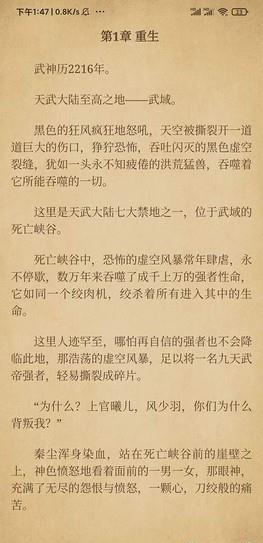 下午1:47 | 0.8K/s ...
第1章 重生
武神历2216年。
天武大陆至高之地——武域。
黑色的狂风疯狂地怒吼，天空被撕裂开一道
道巨大的伤口，狰狞恐怖，吞吐闪灭的黑色虚空
裂缝，犹如一头永不知疲倦的洪荒猛兽，吞噬着
它所能吞噬的一切。
这里是天武大陆七大禁地之一，位于武域的
死亡峡谷。
死亡峡谷中，恐怖的虚空风暴常年肆虐，永
不停歇，数万年来吞噬了成千上万的强者性命，
它如同一个绞肉机，绞杀着所有进入其中的生
命。
这里人迹罕至，哪怕再自信的强者也不会降
临此地，那浩荡的虚空风暴，足以将一名九天武
帝强者，轻易撕裂成碎片。
“为什么？上官曦儿，风少羽，你们为什么
背叛我？”
秦尘浑身染血，站在死亡峡谷前的崖壁之
上，神色愤怒地看着面前的一男一女，那眼神，
充满了无尽的怨恨与愤怒，一颗心，刀绞般的痛
苦。